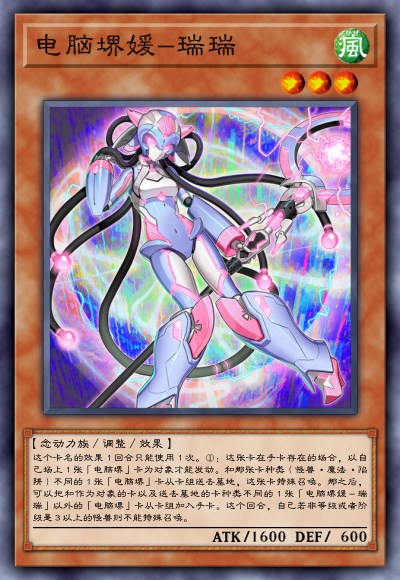 电脑堺媛-瑞瑞
風
【念动力族／调整／效果】
这个卡名的效果1回合只能使用1次。①：这张卡在手卡存在的场合，以自
己场上1张「电脑堺」卡为对象才能发动。和那张卡种类（怪兽·魔法·陷
阱）不同的1张「电脑堺」卡从卡组送去墓地，这张卡特殊召唤。那之后，
可以把和作为对象的卡以及送去墓地的卡种类不同的1张「电脑堺媛-瑞
瑞」以外的「电脑堺」卡从卡组加入手卡。这个回合，自己若非等级或者阶
级是3以上的怪兽则不能特殊召唤。
ATK/1600 DEF/ 600